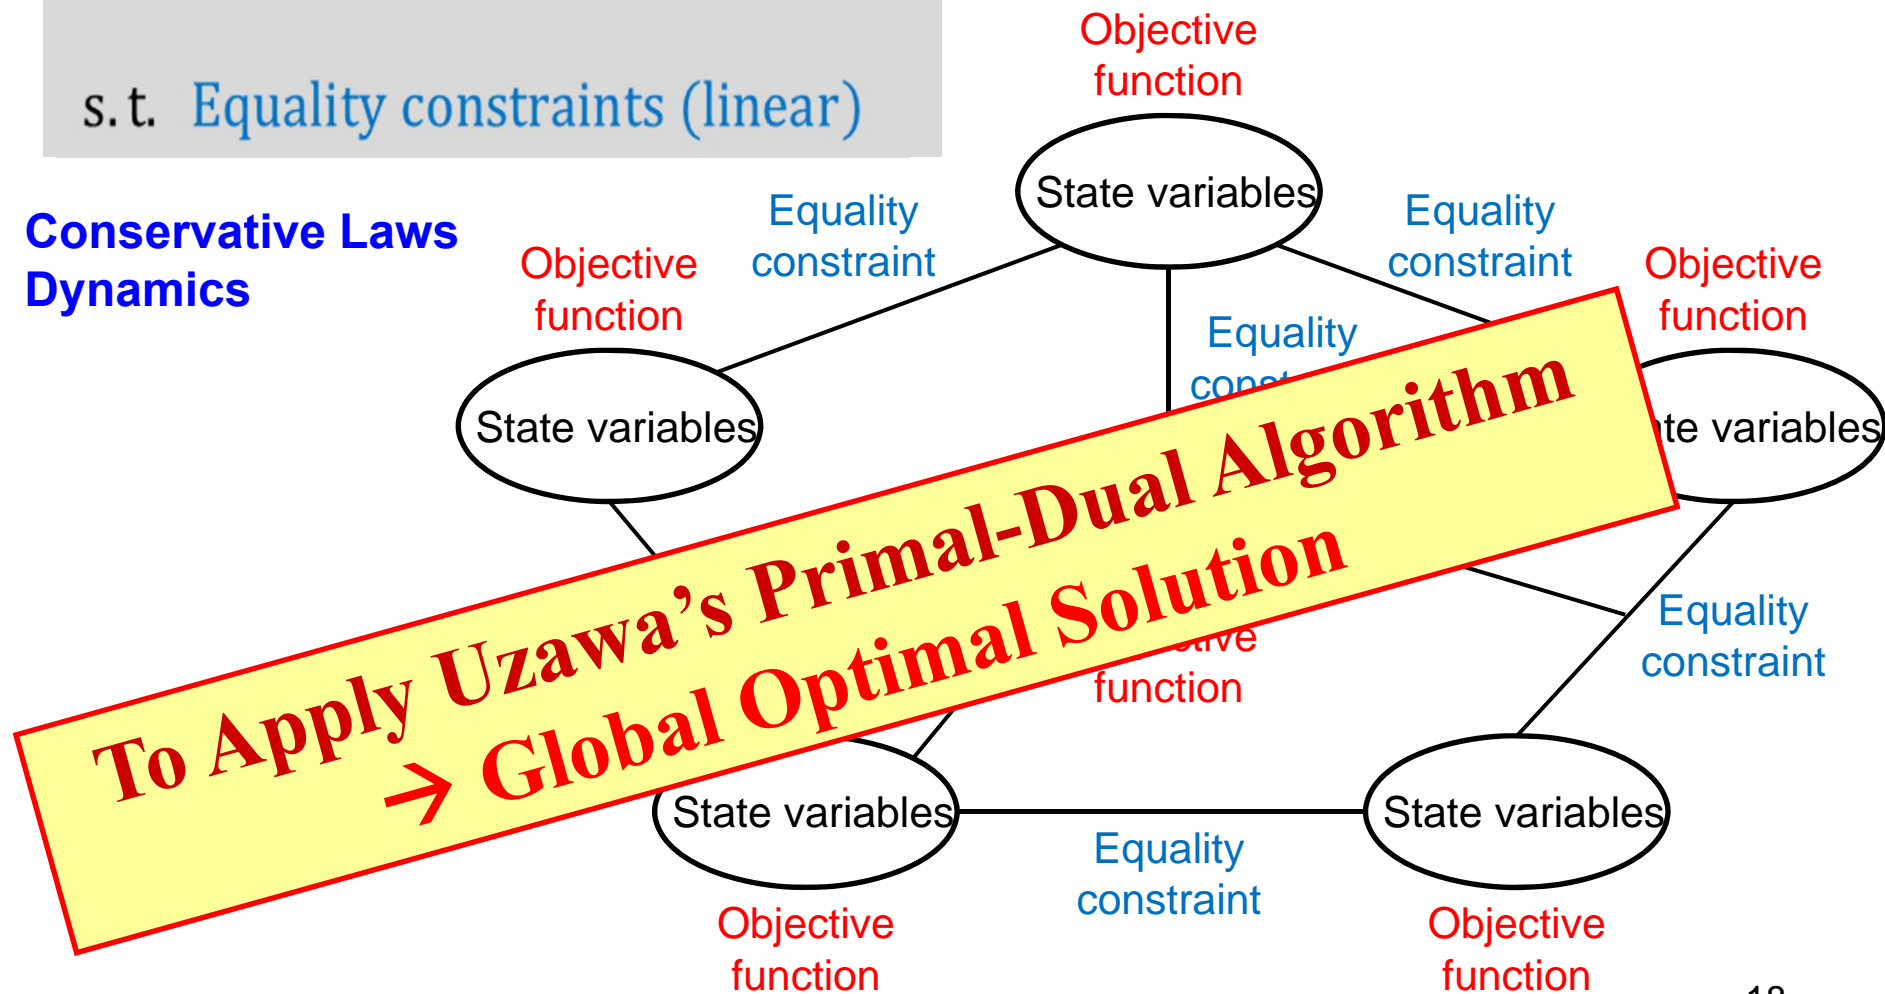 s. t. Equality constraints (linear)
Conservative Laws
Dynamics
Objective
function
State variables
Equality
constraint
Equality
constraint
Objective
function
Objective
function
State variables
Equality
variables
To Apply Uzawa’s Primal-Dual Algorithm
→ Global Optimal Solution
function
Equality
constraint
State variables
State variables
Equality
constraint
Objective
function
Objective
function